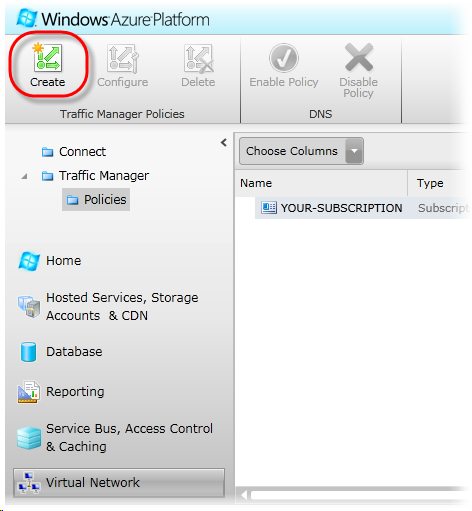 Windows Azure Platform
Create
Configure
Delete
Enable Policy
Disable
Policy
Traffic Manager Policies
DNS
Connect
Traffic Manager
Policies
Choose Columns
Name
Type
YOUR-SUBSCRIPTION
Subscript
Home
Hosted Services, Storage
Accounts & CDN
Database
Reporting
Service Bus, Access Control
& Caching
Virtual Network